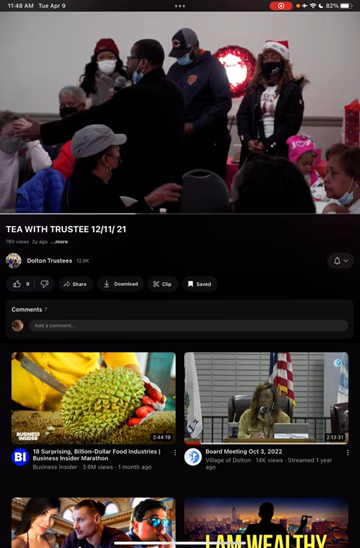 11:48 AM Tue Apr 9
82%
TEA WITH TRUSTEE 12/11/ 21
769 views 2y ago ...more
Dolton Trustees 12.6K
9 Share Download Clip Saved
Comments 7
Add a comment...
BUSINESS
INSIDER
2:44:19
2:13:31
BI
18 Surprising, Billion-Dollar Food Industries |
Business Insider Marathon
Business Insider · 3.6M views · 1 month
ago
Board Meeting Oct 3, 2022
Village of Dolton · 14K views · Streamed 1 year
ago
I AM WEALTHY